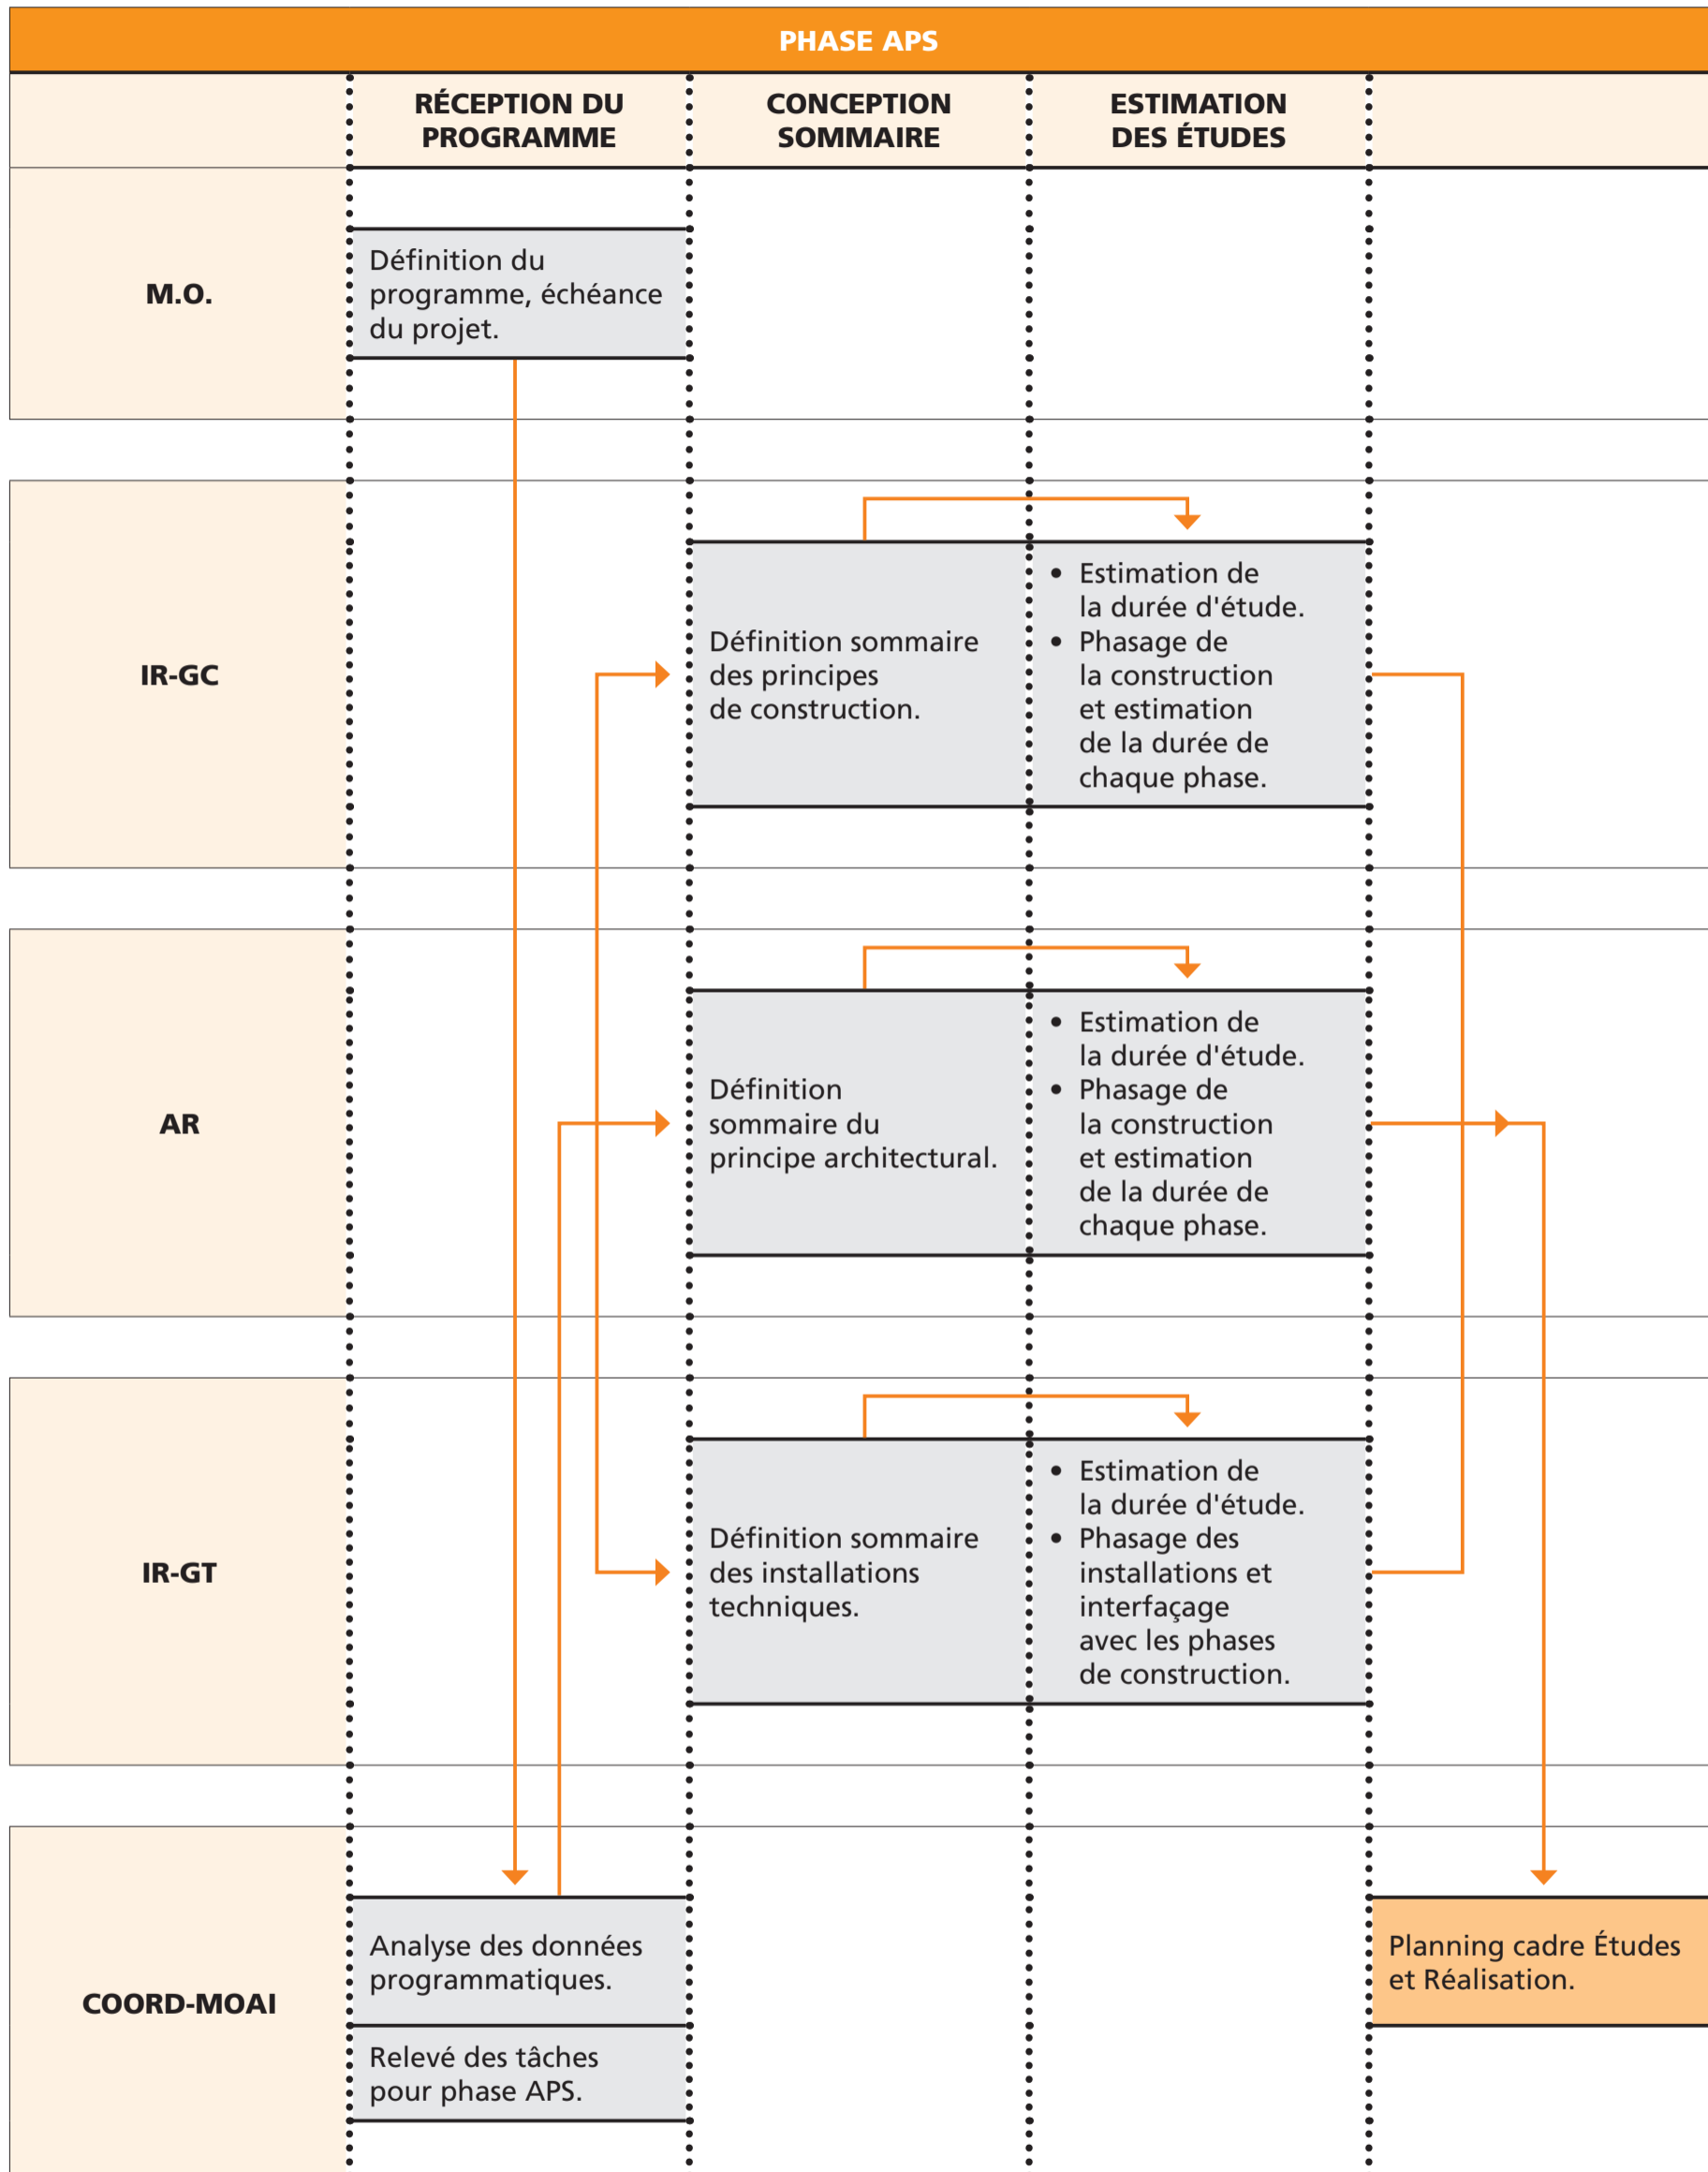 PHASE APS
RÉCEPTION DU
PROGRAMME
CONCEPTION
SOMMAIRE
ESTIMATION
DES ÉTUDES
M.O.
Définition du
programme, échéance
du projet.
IR-GC
Définition sommaire
des principes
de construction.
• Estimation de
la durée d'étude.
• Phasage de
la construction
et estimation
de la durée de
chaque phase.
AR
Définition
sommaire du
principe architectural.
• Estimation de
la durée d'étude.
• Phasage de
la construction
et estimation
de la durée de
chaque phase.
IR-GT
Définition sommaire
des installations
techniques.
• Estimation de
la durée d'étude.
• Phasage des
installations et
interfaçage
avec les phases
de construction.
COORD-MOAI
Analyse des données
programmatiques.
Relevé des tâches
pour phase APS.
Planning cadre Études
et Réalisation.